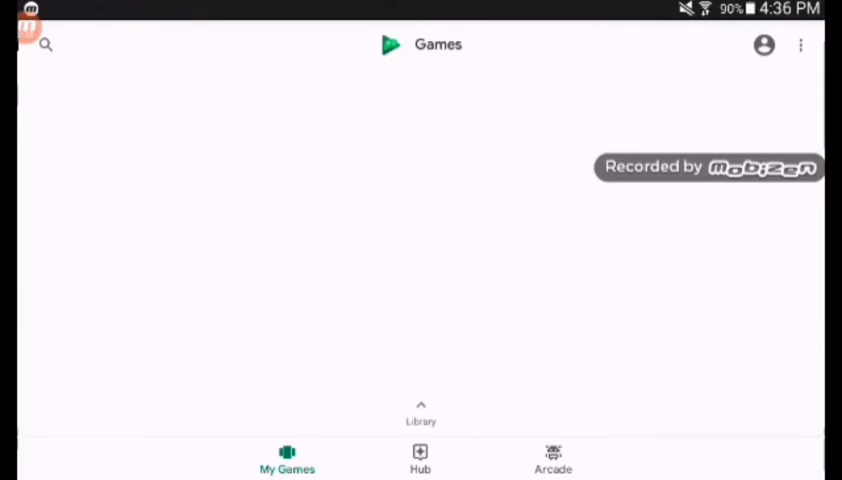 90% 4:36 PM
Games
Recorded by mobizen
Library
My Games
Hub
Arcade